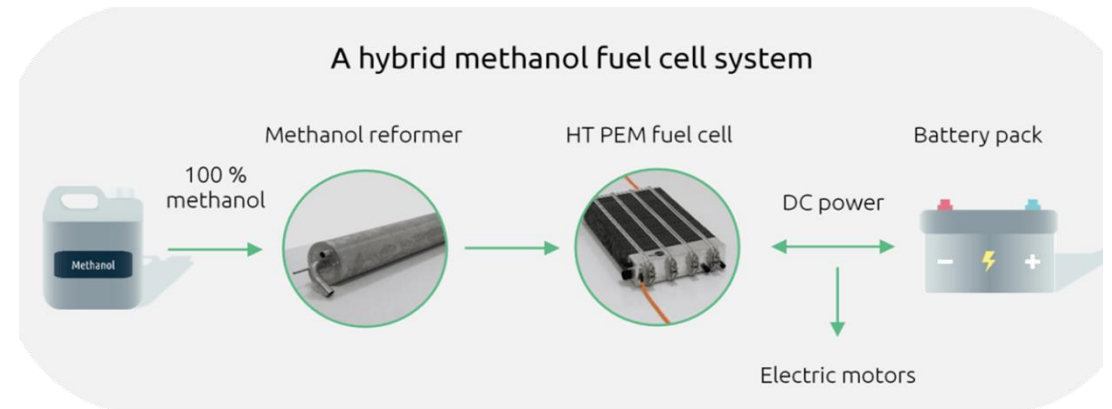 A hybrid methanol fuel cell system
Methanol reformer
HT PEM fuel cell
Battery pack
100 %
methanol
DC power
Methanol
Electric motors